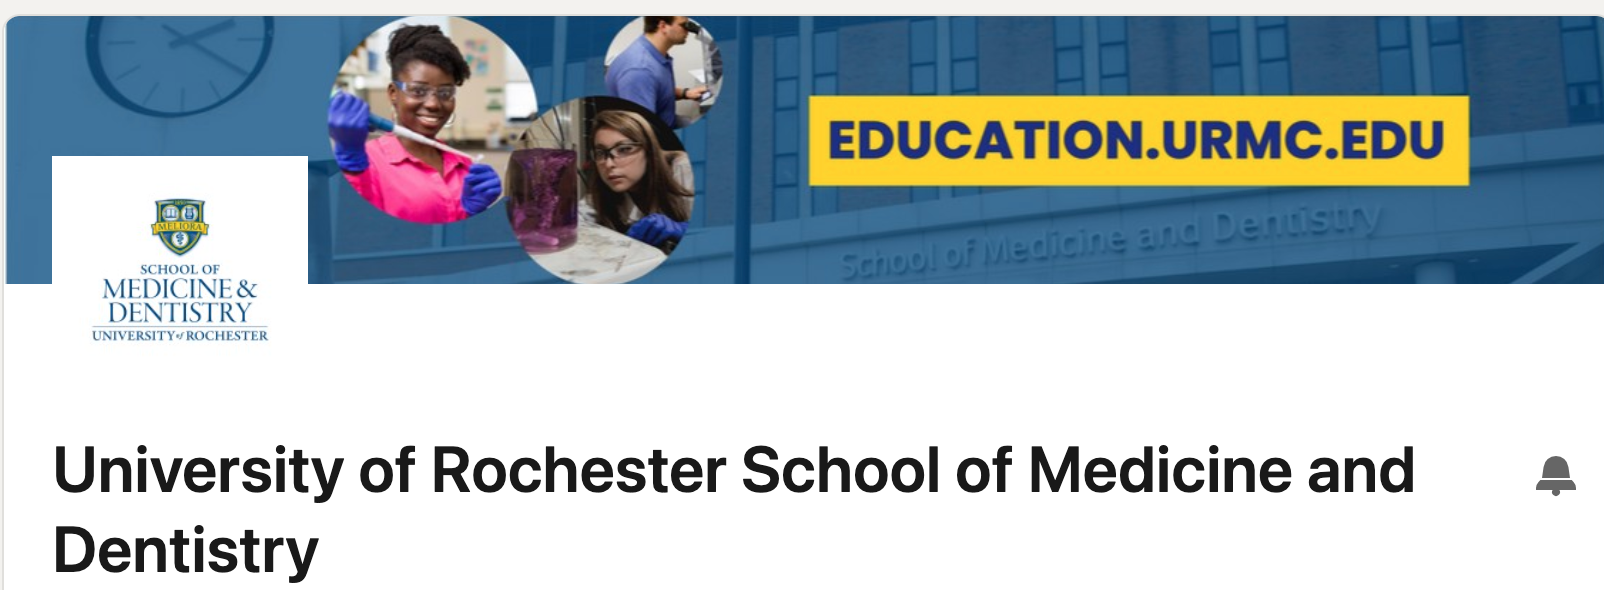 EDUCATION.URMC.EDU
School of Medicine and Dentistry
MELIORA
SCHOOL OF
MEDICINE &
DENTISTRY
UNIVERSITY of ROCHESTER
University of Rochester School of Medicine and
Dentistry